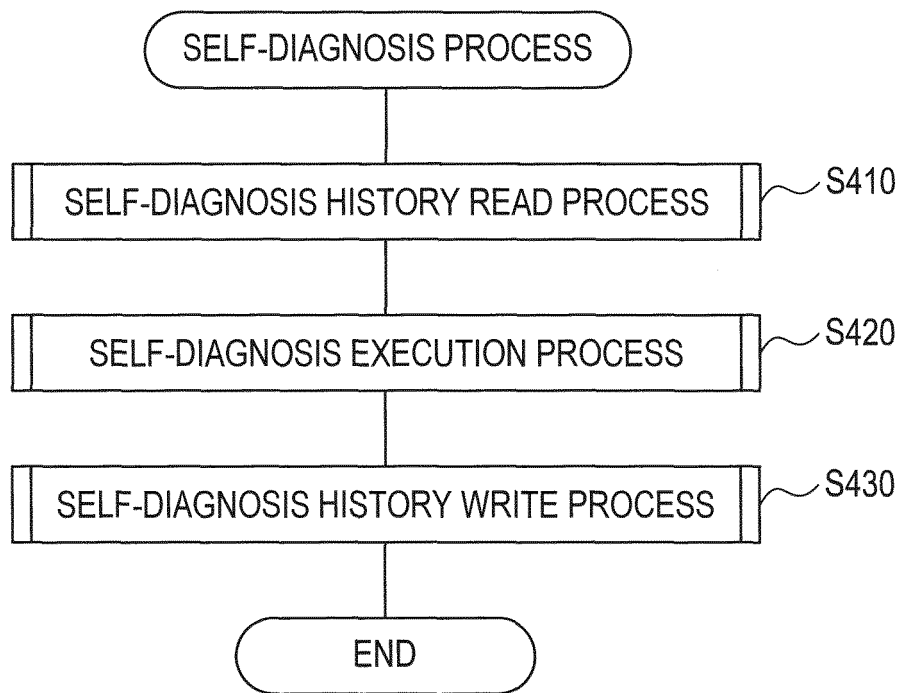 SELF-DIAGNOSIS PROCESS
SELF-DIAGNOSIS HISTORY READ PROCESS
S410
SELF-DIAGNOSIS EXECUTION PROCESS
S420
SELF-DIAGNOSIS HISTORY WRITE PROCESS
S430
END